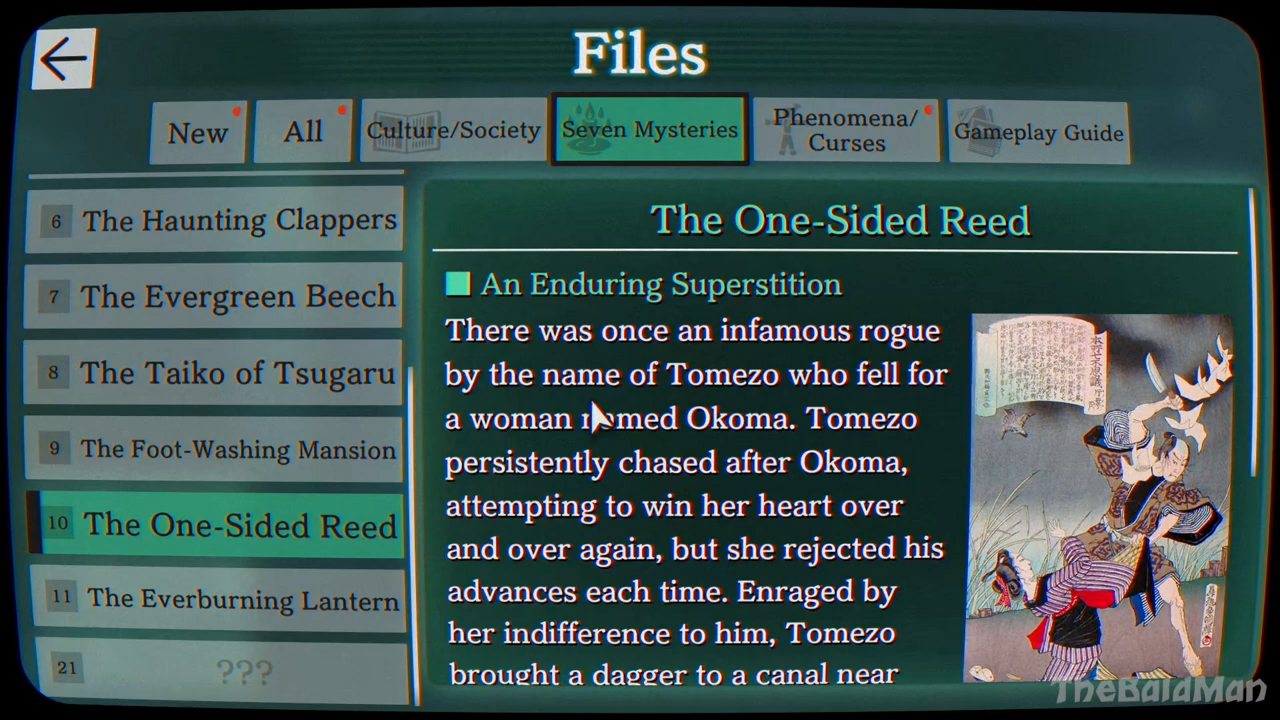 Files
New
All
Culture/Society
Seven Mysteries
Phenomena/
Curses
Gameplay Guide
6 The Haunting Clappers
7 The Evergreen Beech
8 The Taiko of Tsugaru
9 The Foot-Washing Mansion
10 The One-Sided Reed
11 The Everburning Lantern
21 ???
The One-Sided Reed
An Enduring Superstition
There was once an infamous rogue
by the name of Tomezo who fell for
a woman named Okoma. Tomezo
persistently chased after Okoma,
attempting to win her heart over
and over again, but she rejected his
advances each time. Enraged by
her indifference to him, Tomezo
brought a dagger to a canal near
TheBaldMan